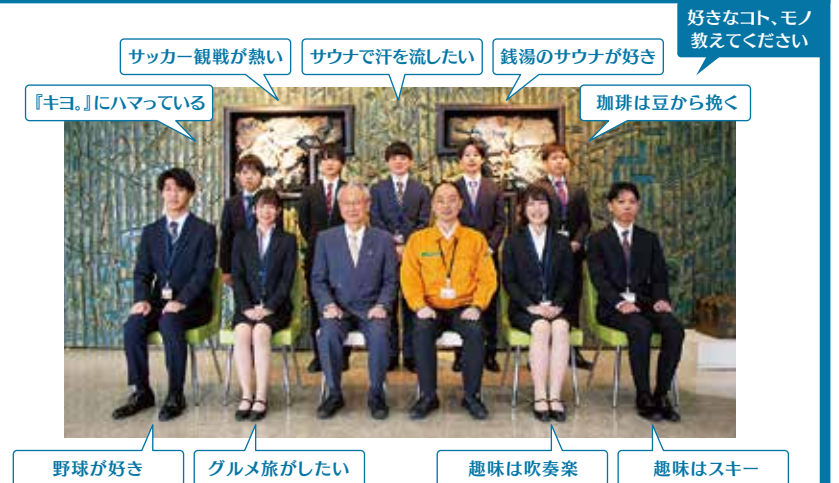 好きなコト、モノ
教えてください
サッカー観戦が熱い
サウナで汗を流したい
銭湯のサウナが好き
『キヨ。』にハマっている
珈琲は豆から挽く
野球が好き
グルメ旅がしたい
趣味は吹奏楽
趣味はスキー